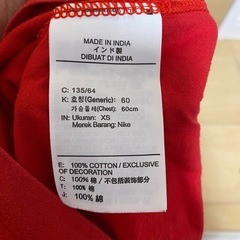 MADE IN INDIA
インド製
DIBUAT DI INDIA
C: 135/64
K: 호칭(Generic): 60
가슴둘레(Chest): 60cm
IN: Ukuran: XS
Merek Barang: Nike
E: 100% COTTON / EXCLUSIVE
OF DECORATION
C: 100% 棉 / 不包括装饰部分
T: 100% 棉
J: 100% 綿